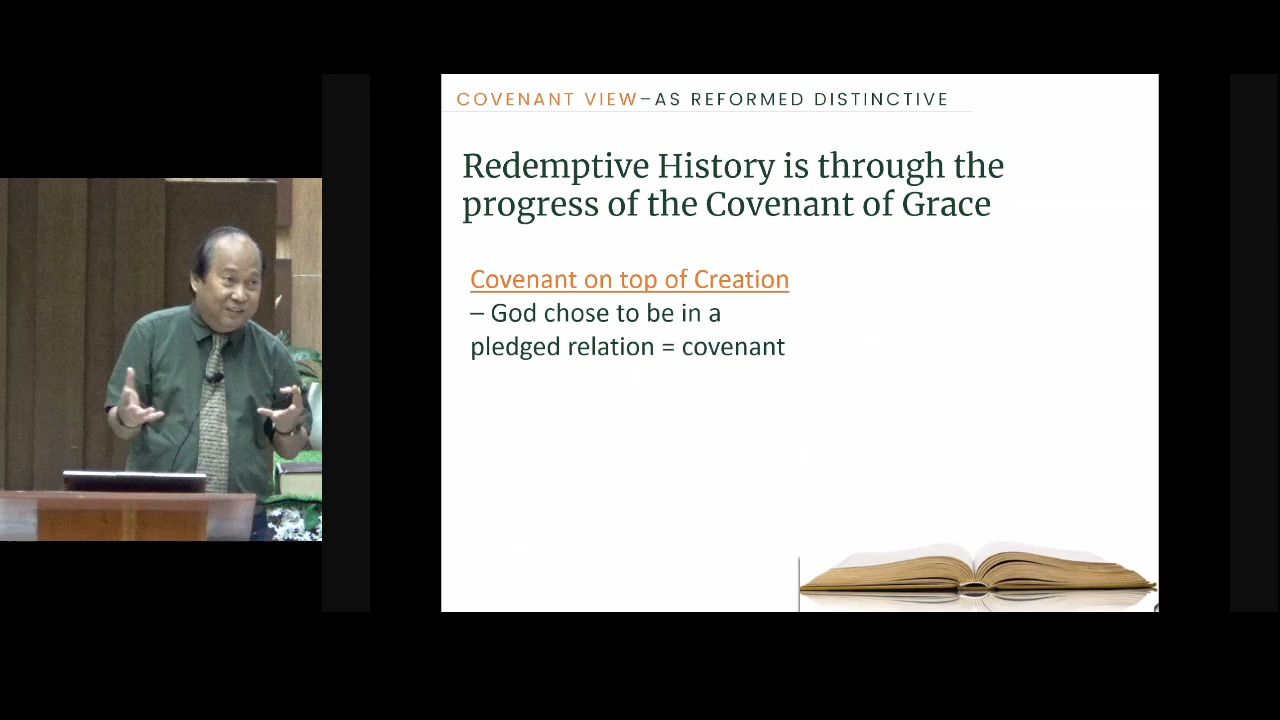 COVENANT VIEW–AS REFORMED DISTINCTIVE
Redemptive History is through the
progress of the Covenant of Grace
Covenant on top of Creation
– God chose to be in a
pledged relation = covenant